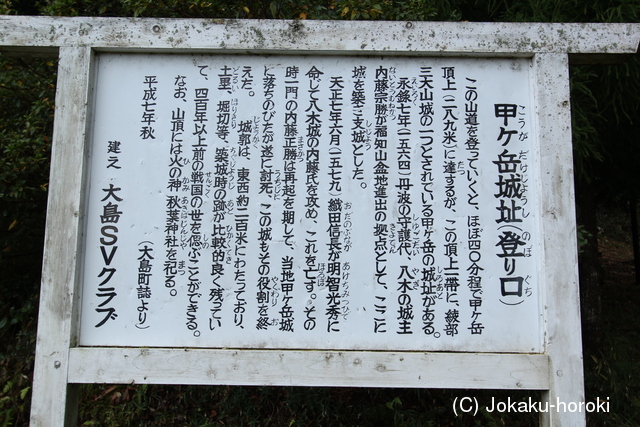 甲ヶ岳城址(登り口)
この山道を登っていくと、ほぼ四〇分程で甲ヶ岳
頂上(二八九米)に達するが、この頂上一帯に、綾部
三大山城の一つとされている甲ヶ岳の城址がある。
永錄七年(一五六四)丹波の守護代、八木の城主
内藤宗勝が福知山盆地進出の拠点として、ここに
城を築こえ城とした。
天正七年六月(一五七九)織田信長が明智光秀に
命じて八木城の内藤氏を攻め、これを亡す。その
時一門の内藤正勝は再起を期して、当地甲ヶ岳城
に落ちのびたが遂に討死。この城もその役割を終
えた。 城郭は、東西約二百米にわたっており、
土塁、堀切等、築城時の跡が比較的良く残ってい
て、四百年以上前の戦国の世を偲ぶことができる。
なお、山頂には火の神 秋葉神社を祀る。
(大島町誌より)
平成七年秋
建之 大島SVクラブ
(C) Jokaku-horoki